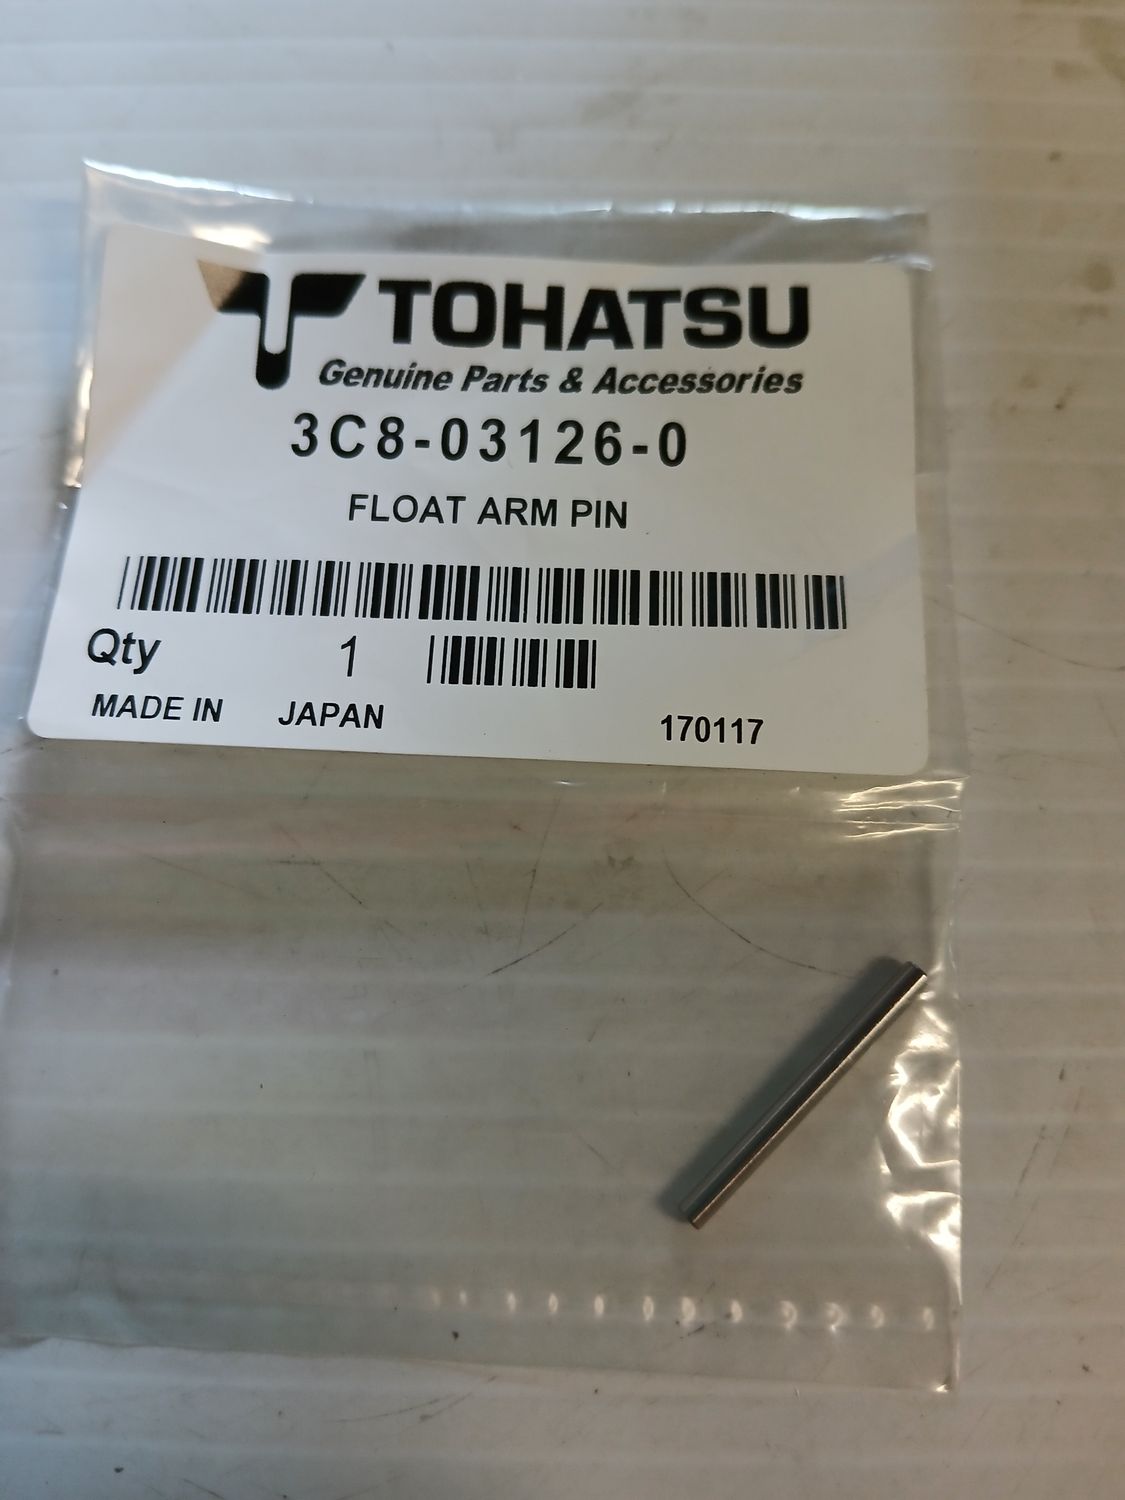 TOHATSU
Genuine Parts & Accessories
3C8-03126-0
FLOAT ARM PIN
Qty 1
MADE IN JAPAN 170117